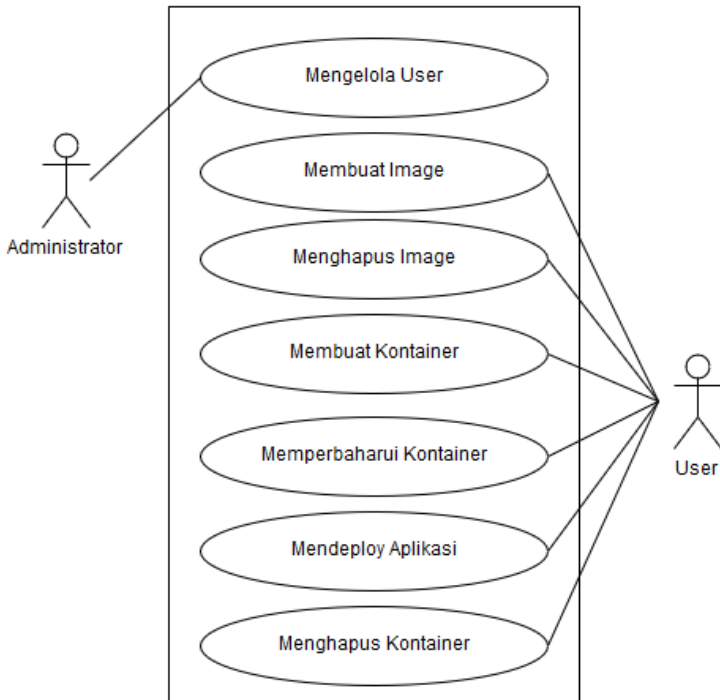 Mengelola User
Membuat Image
Administrator
Menghapus Image
Membuat Kontainer
Memperbaharui Kontainer
User
Mendeploy Aplikasi
Menghapus Kontainer